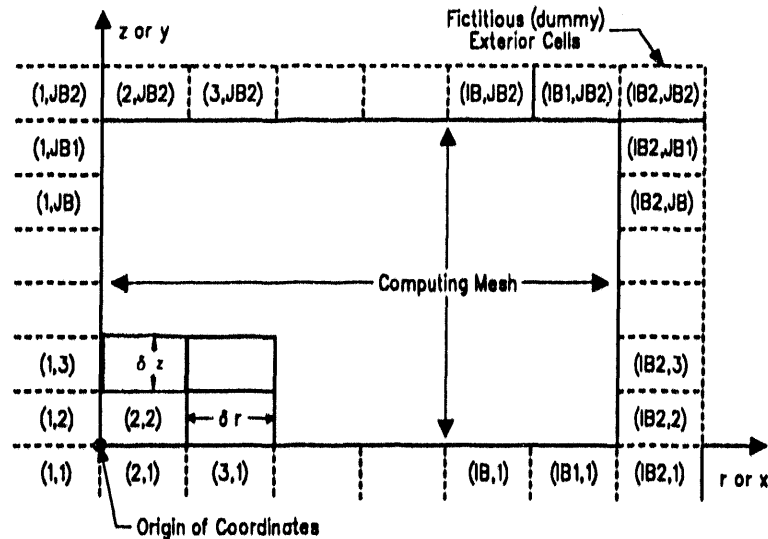 z or y
Fictitious (dummy)
Exterior Cells
(1,JB2) (2,JB2) (3,JB2) (IB,JB2) (IB1,JB2) (IB2,JB2)
(1,JB1) (IB2,JB1)
(1,JB) (IB2,JB)
Computing Mesh
(1,3) δ z (IB2,3)
(1,2) (2,2) δ r (IB2,2)
(1,1) (2,1) (3,1) (IB,1) (IB1,1) (IB2,1) r or x
Origin of Coordinates